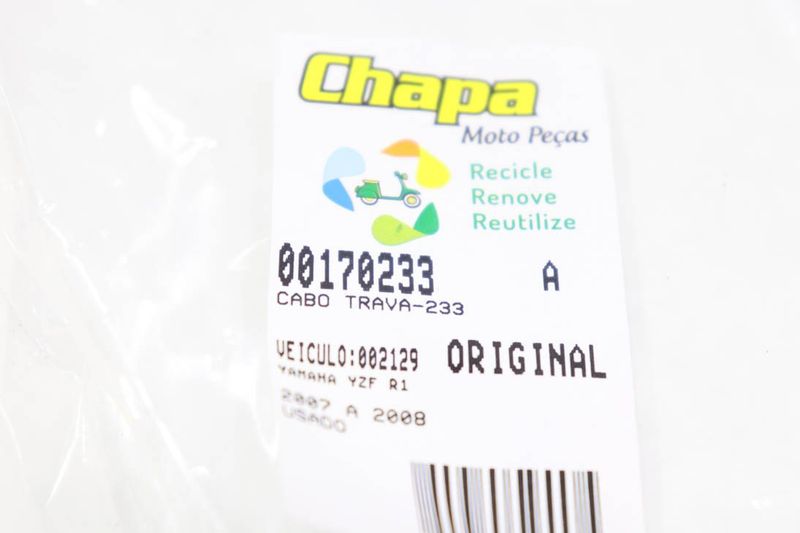 Chapa
Moto Peças
Recicle
Renove
Reutilize
00170233 A
CABO TRAVA-233
VEICULO:002129 ORIGINAL
YAMAHA YZF R1
2007 A 2008
USADO